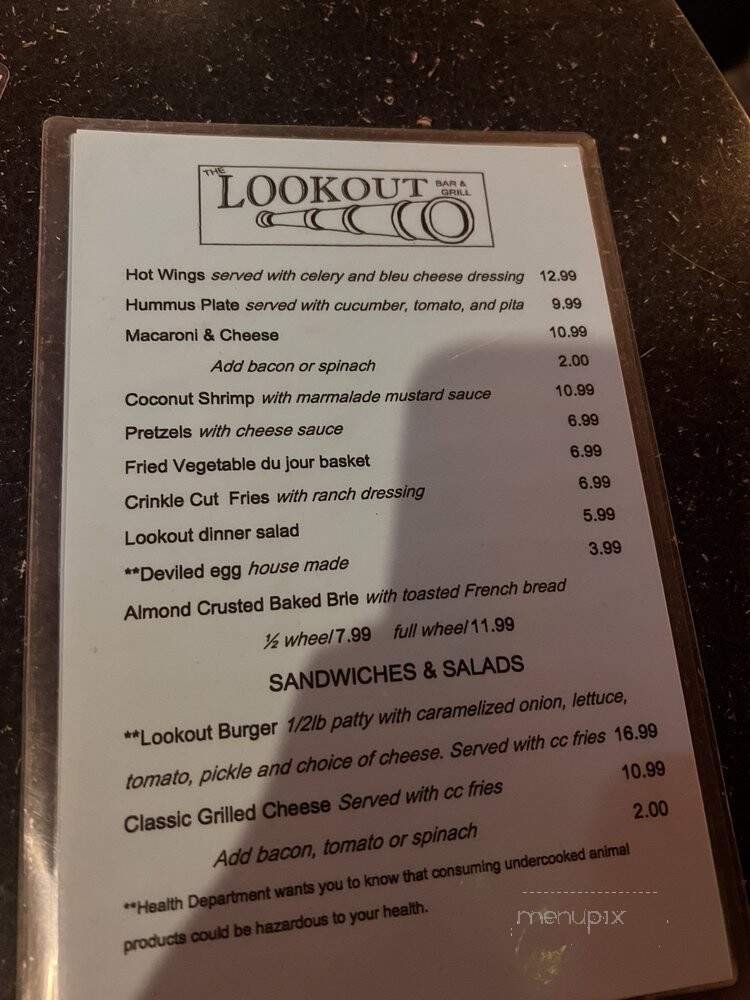 THE LOOKOUT BAR & GRILL
Hot Wings served with celery and bleu cheese dressing 12.99
Hummus Plate served with cucumber, tomato, and pita 9.99
Macaroni & Cheese 10.99
Add bacon or spinach 2.00
Coconut Shrimp with marmalade mustard sauce 10.99
Pretzels with cheese sauce 6.99
Fried Vegetable du jour basket 6.99
Crinkle Cut Fries with ranch dressing 6.99
Lookout dinner salad 5.99
**Deviled egg house made 3.99
Almond Crusted Baked Brie with toasted French bread
½ wheel 7.99 full wheel 11.99
SANDWICHES & SALADS
**Lookout Burger 1/2lb patty with caramelized onion, lettuce,
tomato, pickle and choice of cheese. Served with cc fries 16.99
Classic Grilled Cheese Served with cc fries 10.99
Add bacon, tomato or spinach 2.00
**Health Department wants you to know that consuming undercooked animal
products could be hazardous to your health.
menupix